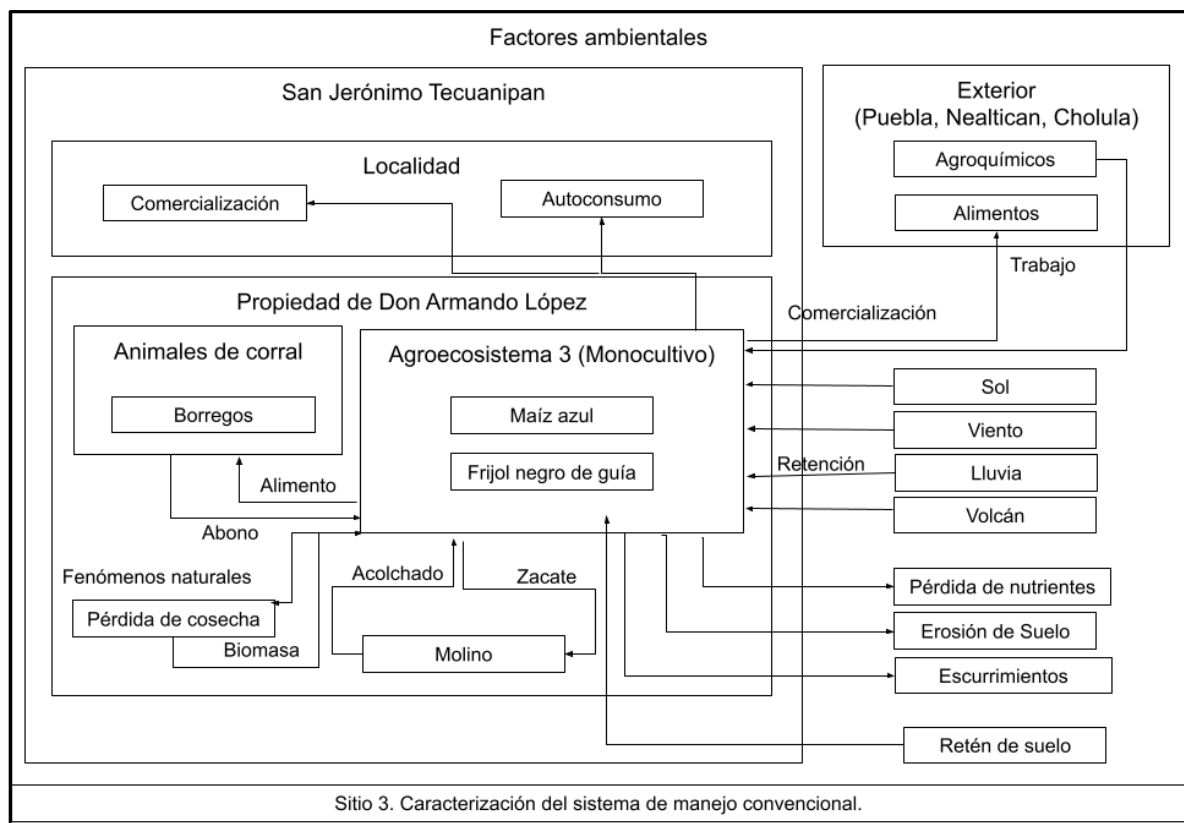 Factores ambientales
San Jerónimo Tecuanipan
Exterior
(Puebla, Nealtican, Cholula)
Agroquímicos
Alimentos
Localidad
Comercialización
Autoconsumo
Trabajo
Comercialización
Propiedad de Don Armando López
Animales de corral
Borregos
Agroecosistema 3 (Monocultivo)
Maíz azul
Frijol negro de guía
Sol
Viento
Retención
Lluvia
Volcán
Alimento
Abono
Fenómenos naturales
Pérdida de cosecha
Biomasa
Acolchado
Zacate
Molino
Pérdida de nutrientes
Erosión de Suelo
Escurrimientos
Retén de suelo
Sitio 3. Caracterización del sistema de manejo convencional.